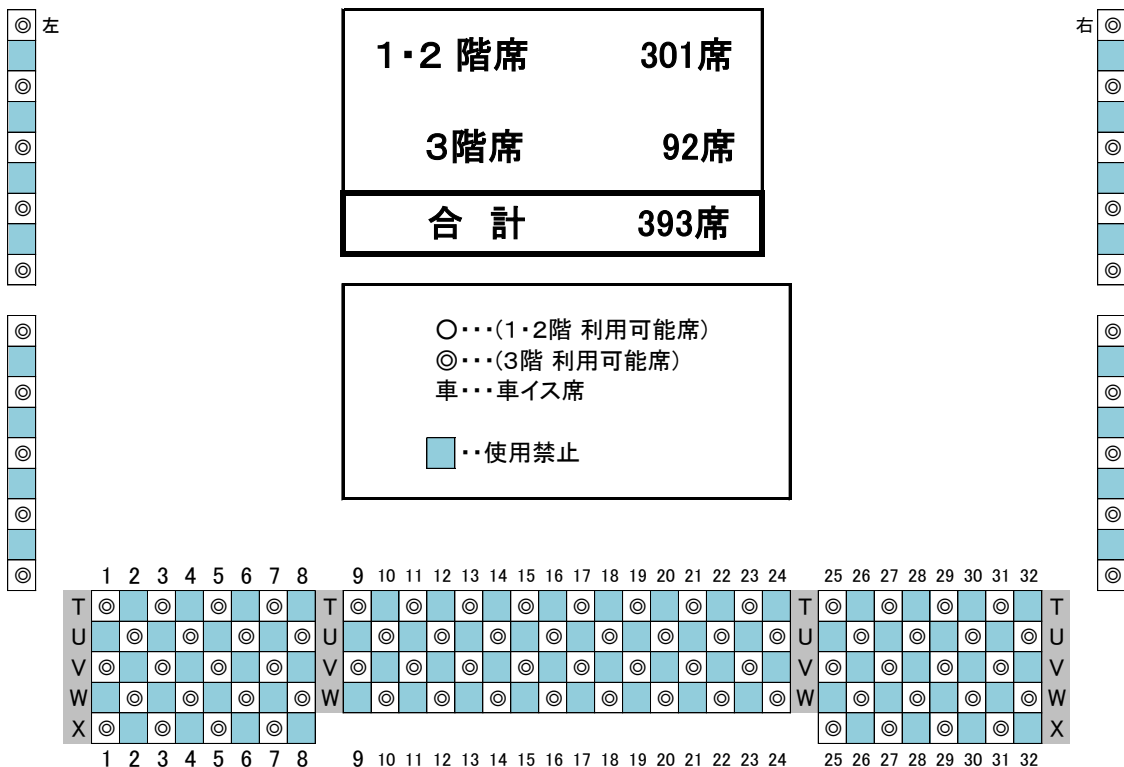 ◎ 左
右 ◎
1・2 階席 301席
3階席 92席
合 計 393席
◎
◎
◎
◎
◎
◎
◎
◎
○・・・(1・2階 利用可能席)
◎・・・(3階 利用可能席)
車・・・車イス席
・・使用禁止
◎
◎
◎
◎
◎
◎
◎
◎
◎
◎
1 2 3 4 5 6 7 8 9 10 11 12 13 14 15 16 17 18 19 20 21 22 23 24 25 26 27 28 29 30 31 32
T ◎ ◎ ◎ ◎ T ◎ ◎ ◎ ◎ ◎ ◎ ◎ ◎ T ◎ ◎ ◎ ◎ T
U ◎ ◎ ◎ ◎ U ◎ ◎ ◎ ◎ ◎ ◎ ◎ ◎ U ◎ ◎ ◎ ◎ U
V ◎ ◎ ◎ ◎ V ◎ ◎ ◎ ◎ ◎ ◎ ◎ ◎ V ◎ ◎ ◎ ◎ V
W ◎ ◎ ◎ ◎ W ◎ ◎ ◎ ◎ ◎ ◎ ◎ ◎ W ◎ ◎ ◎ ◎ W
X ◎ ◎ ◎ ◎ ◎ ◎ ◎ ◎ X
1 2 3 4 5 6 7 8 9 10 11 12 13 14 15 16 17 18 19 20 21 22 23 24 25 26 27 28 29 30 31 32